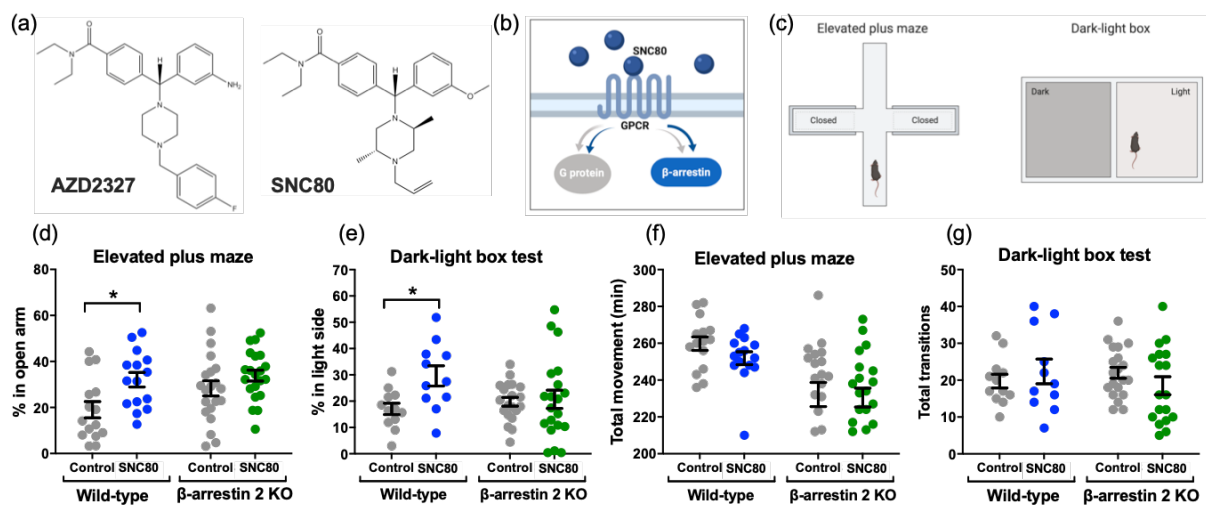 (a)
O
N
H
NH₂
N
N
F
AZD2327
O
N
H
O
N
N
SNC80
(b)
SNC80
GPCR
G protein
β-arrestin
(c)
Elevated plus maze
Closed
Closed
Dark-light box
Dark
Light
(d)
Elevated plus maze
% in open arm
80
60
40
20
0
*
Control SNC80 Control SNC80
Wild-type β-arrestin 2 KO
(e)
Dark-light box test
% in light side
70
60
50
40
30
20
10
0
*
Control SNC80 Control SNC80
Wild-type β-arrestin 2 KO
(f)
Elevated plus maze
Total movement (min)
300
280
260
240
220
200
Control SNC80 Control SNC80
Wild-type β-arrestin 2 KO
(g)
Dark-light box test
Total transitions
50
40
30
20
10
0
Control SNC80 Control SNC80
Wild-type β-arrestin 2 KO